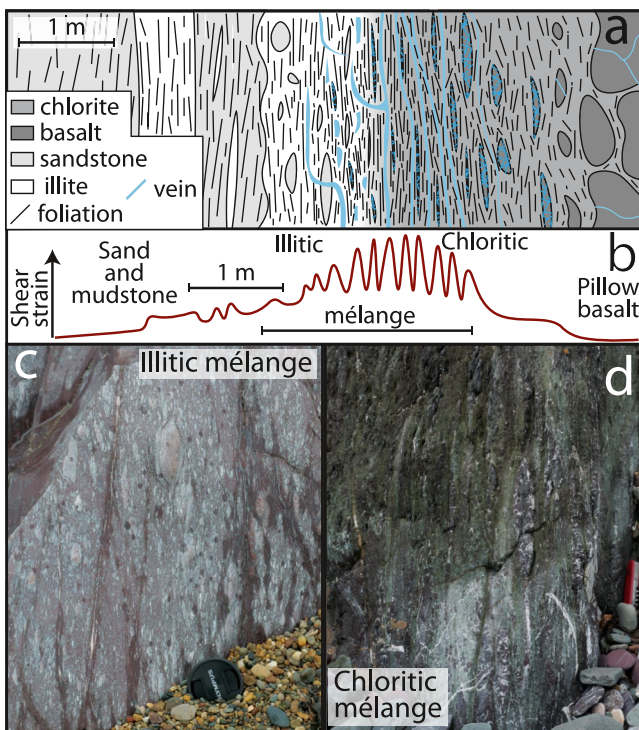 1 m
a
chlorite
basalt
sandstone
illite
vein
foliation
Shear
strain
Sand
and
mudstone
1 m
Illitic
Chloritic
mélange
b
Pillow
basalt
c
Illitic mélange
d
OLYMPUS
Chloritic
mélange